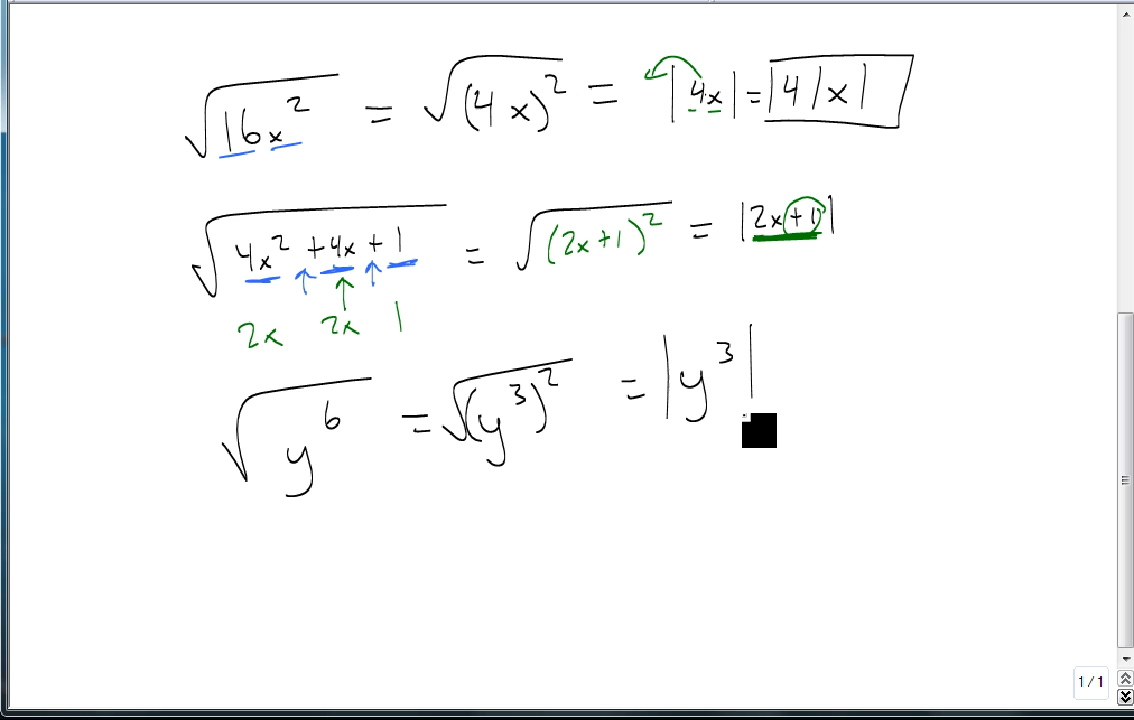 √16x² = √(4x)² = |4x| = |4|x|
√4x² + 4x + 1 = √(2x+1)² = |2x+1|
2x 2x 1
√y⁶ = √(y³)² = |y³|
1/1